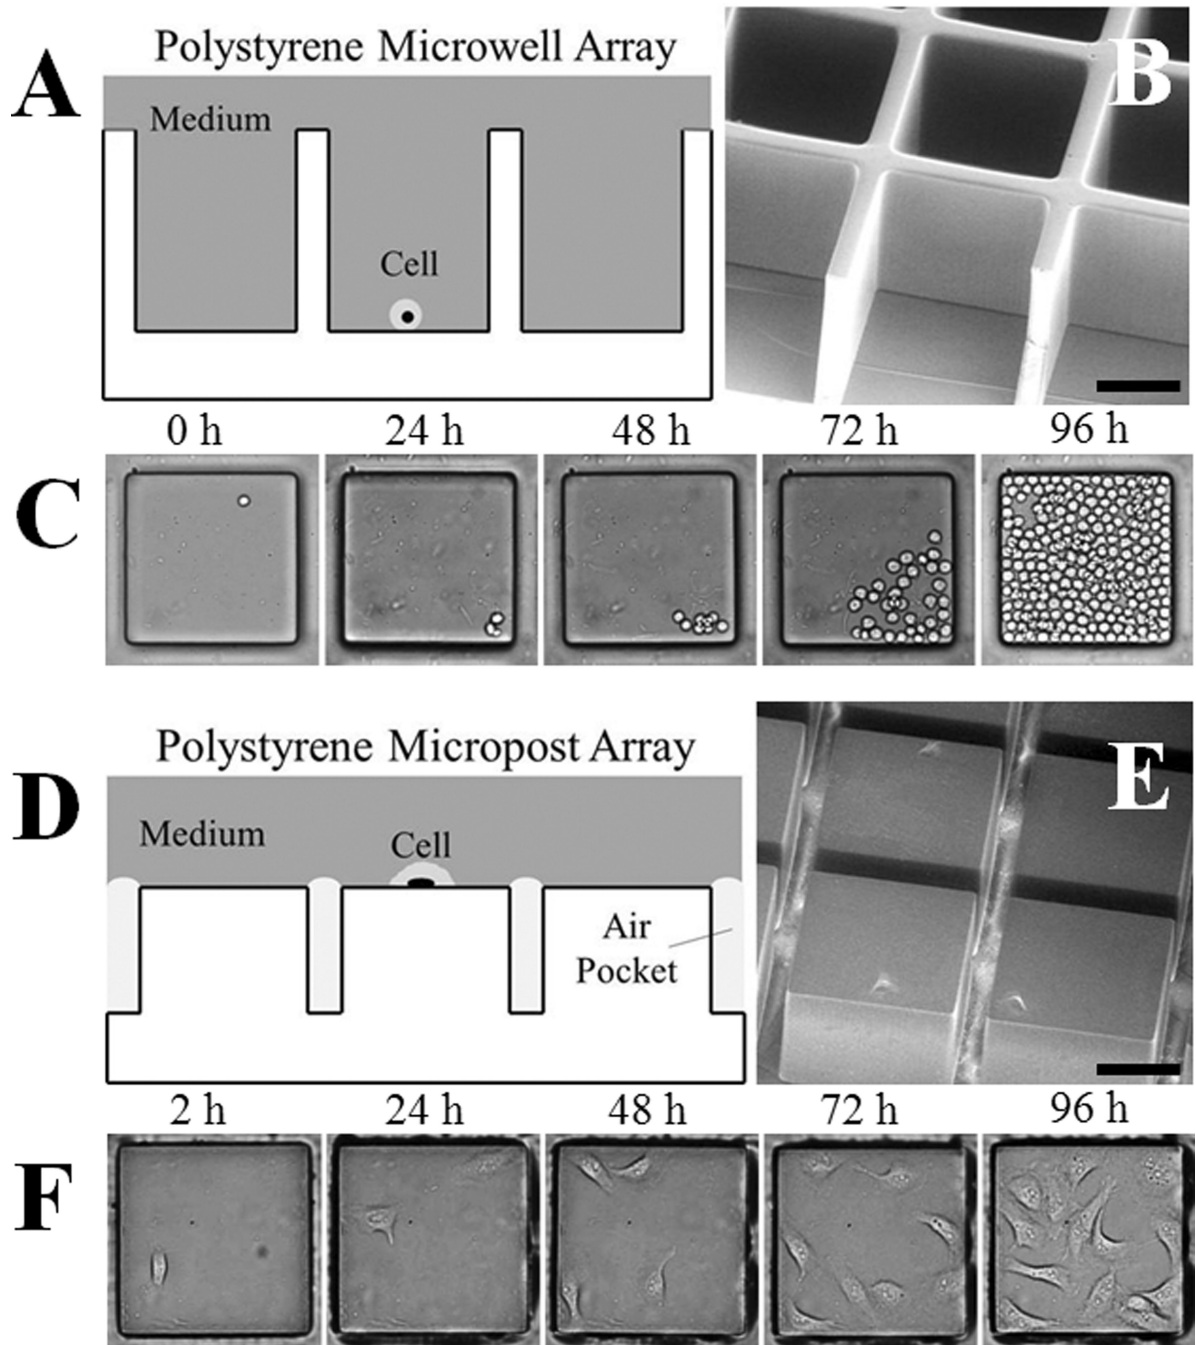 A
Polystyrene Microwell Array
Medium
Cell
B
0 h 24 h 48 h 72 h 96 h
C
Polystyrene Micropost Array
D
Medium
Cell
Air
Pocket
E
2 h 24 h 48 h 72 h 96 h
F